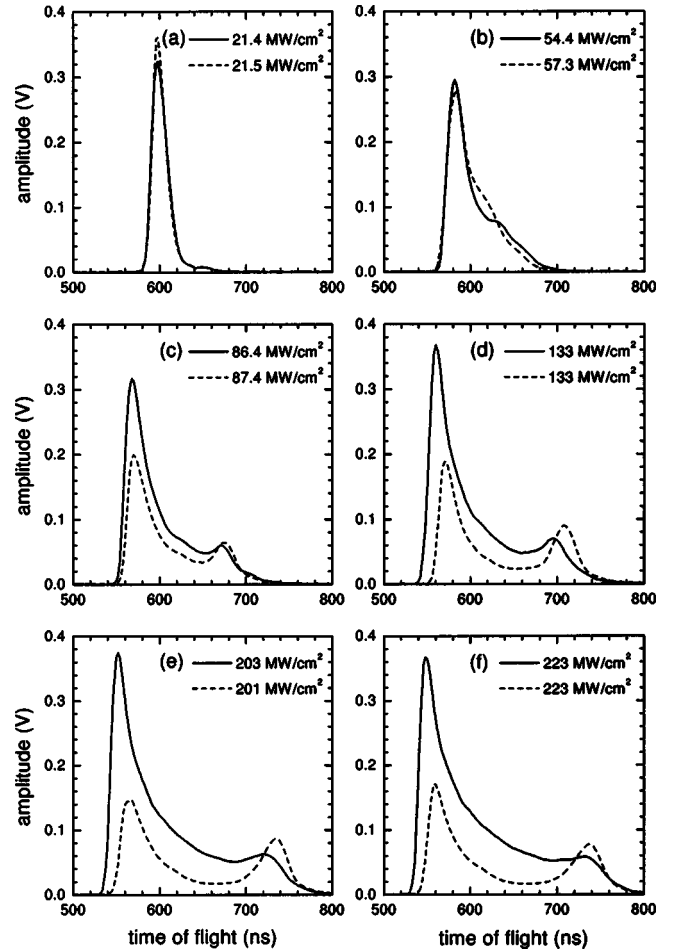 0.4
(a)
21.4 MW/cm²
21.5 MW/cm²
0.3
0.2
0.1
0.0
500 600 700 800
amplitude (V)
(b)
54.4 MW/cm²
57.3 MW/cm²
0.4
0.3
0.2
0.1
0.0
500 600 700 800
(c)
86.4 MW/cm²
87.4 MW/cm²
0.4
0.3
0.2
0.1
0.0
500 600 700 800
amplitude (V)
(d)
133 MW/cm²
133 MW/cm²
0.4
0.3
0.2
0.1
0.0
500 600 700 800
(e)
203 MW/cm²
201 MW/cm²
0.4
0.3
0.2
0.1
0.0
500 600 700 800
amplitude (V)
time of flight (ns)
(f)
223 MW/cm²
223 MW/cm²
0.4
0.3
0.2
0.1
0.0
500 600 700 800
time of flight (ns)